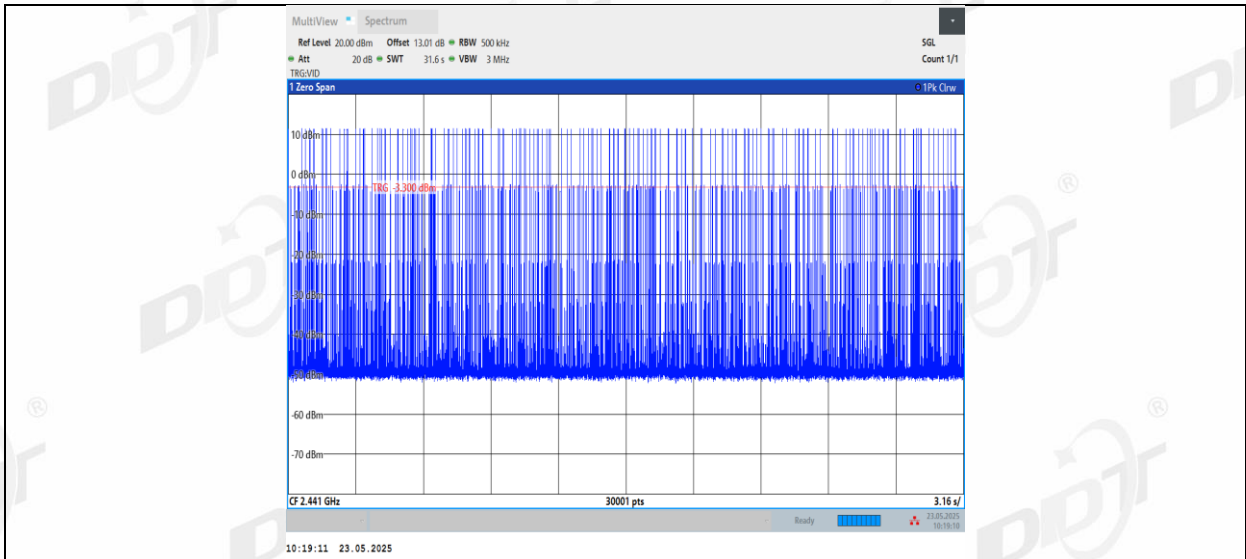 MultiView Spectrum
Ref Level 20.00 dBm Offset 13.01 dB RBW 500 kHz SGL
Att 20 dB SWT 31.6 s VBW 3 MHz Count 1/1
TRG:VID
1 Zero Span 1Pk Clrw
10 dBm
0 dBm
TRG -3.300 dBm
-10 dBm
-20 dBm
-30 dBm
-40 dBm
-50 dBm
-60 dBm
-70 dBm
CF 2.441 GHz 30001 pts 3.16 s/
Ready 23.05.2025
10:19:10
10:19:11 23.05.2025
DDT
®